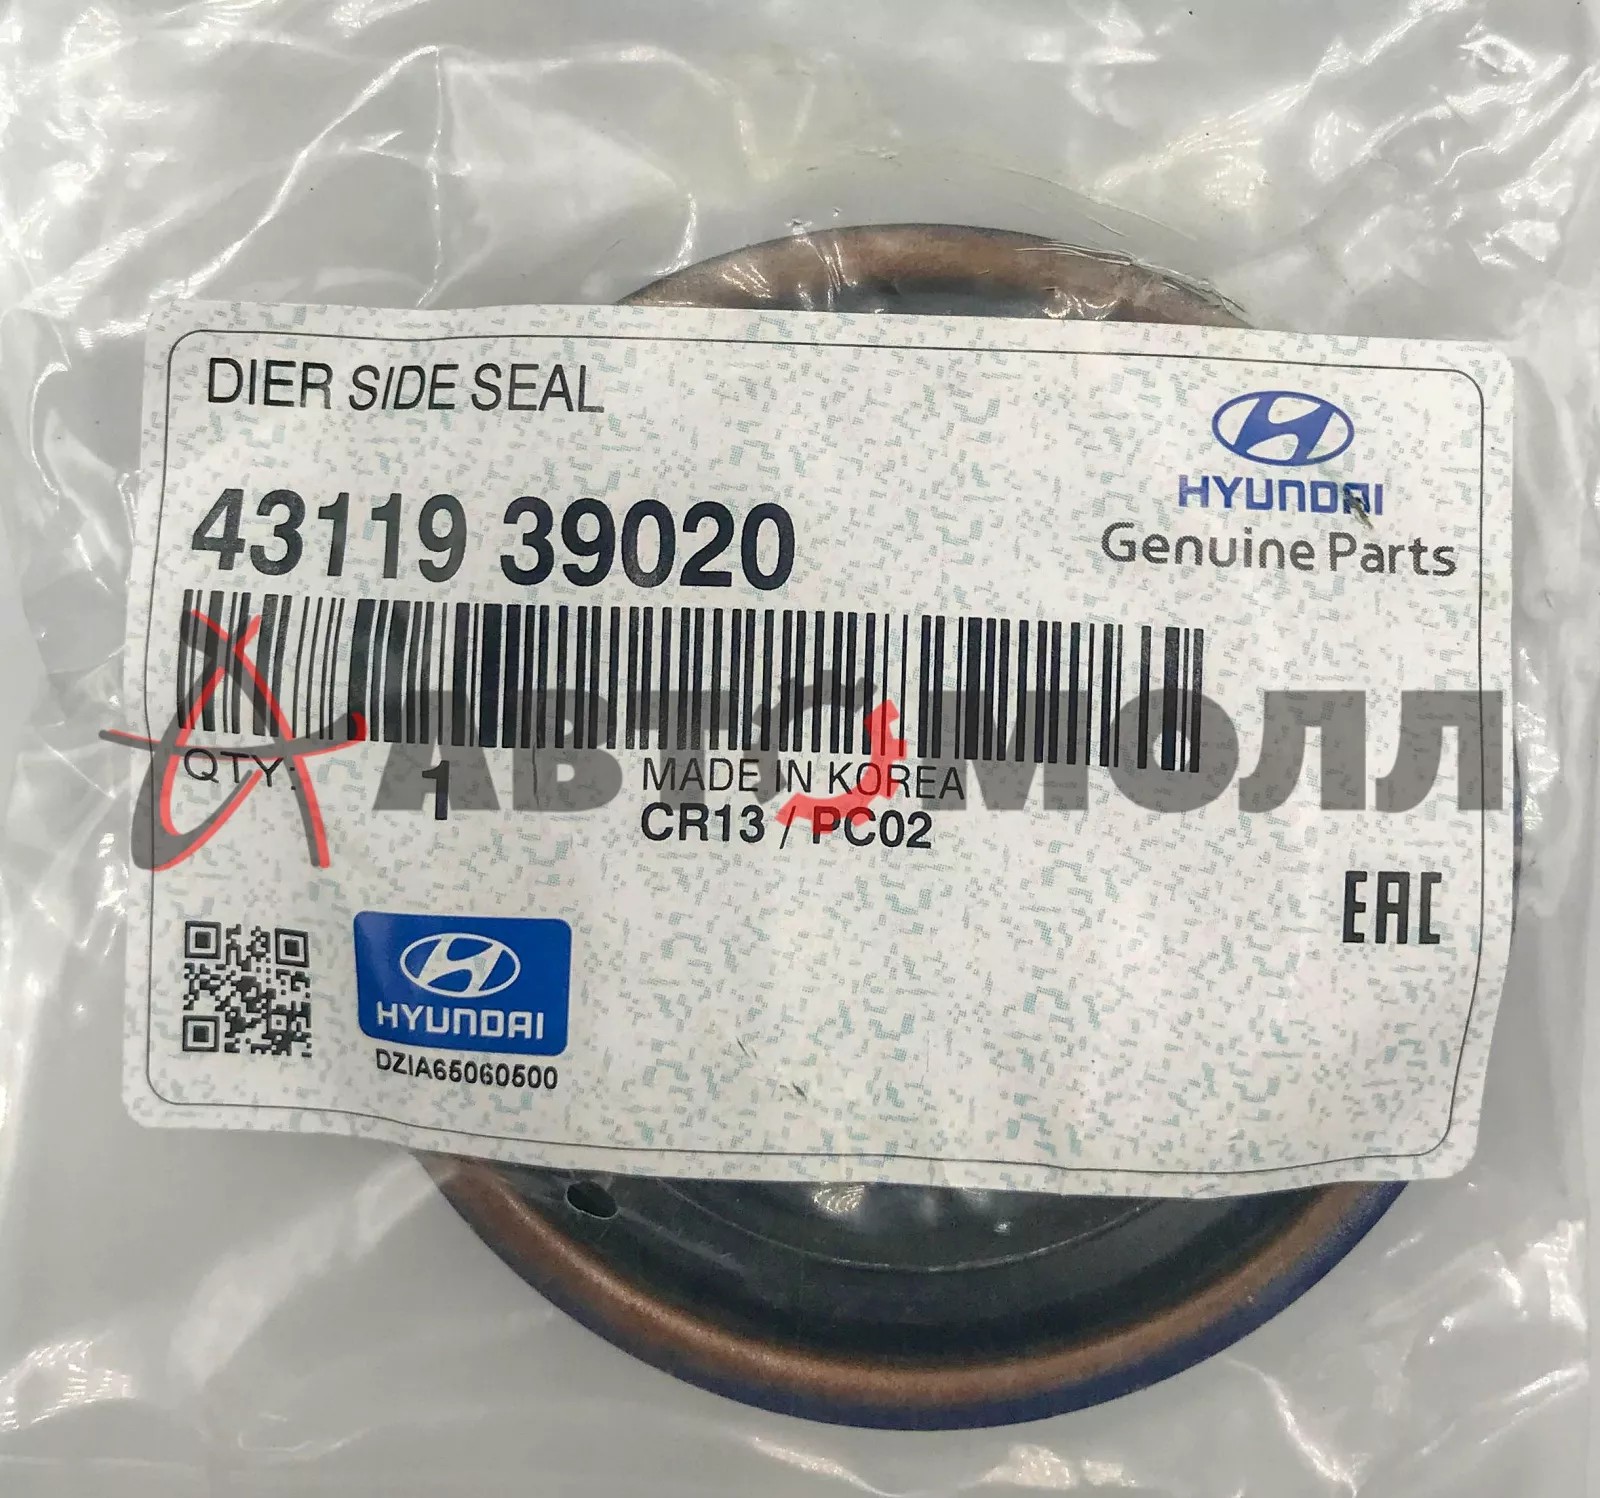 DIER SIDE SEAL
HYUNDAI
Genuine Parts
43119 39020
АВТОМОЛЛ
QTY: 1
MADE IN KOREA
CR13 / PC02
EAC
HYUNDAI
DZIA65060500